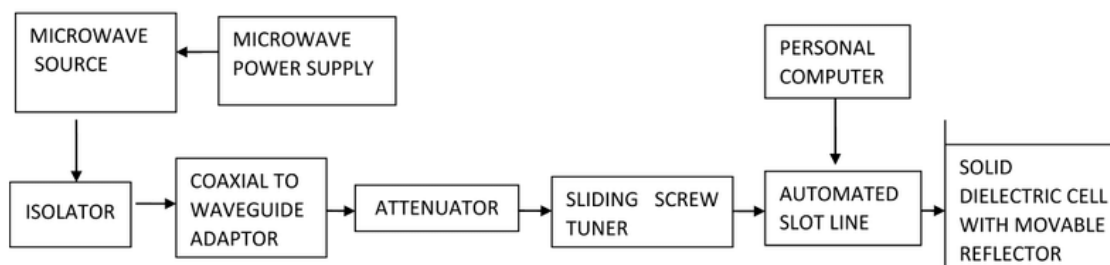 MICROWAVE
SOURCE
MICROWAVE
POWER SUPPLY
PERSONAL
COMPUTER
ISOLATOR
COAXIAL TO
WAVEGUIDE
ADAPTOR
ATTENUATOR
SLIDING SCREW
TUNER
AUTOMATED
SLOT LINE
SOLID
DIELECTRIC CELL
WITH MOVABLE
REFLECTOR